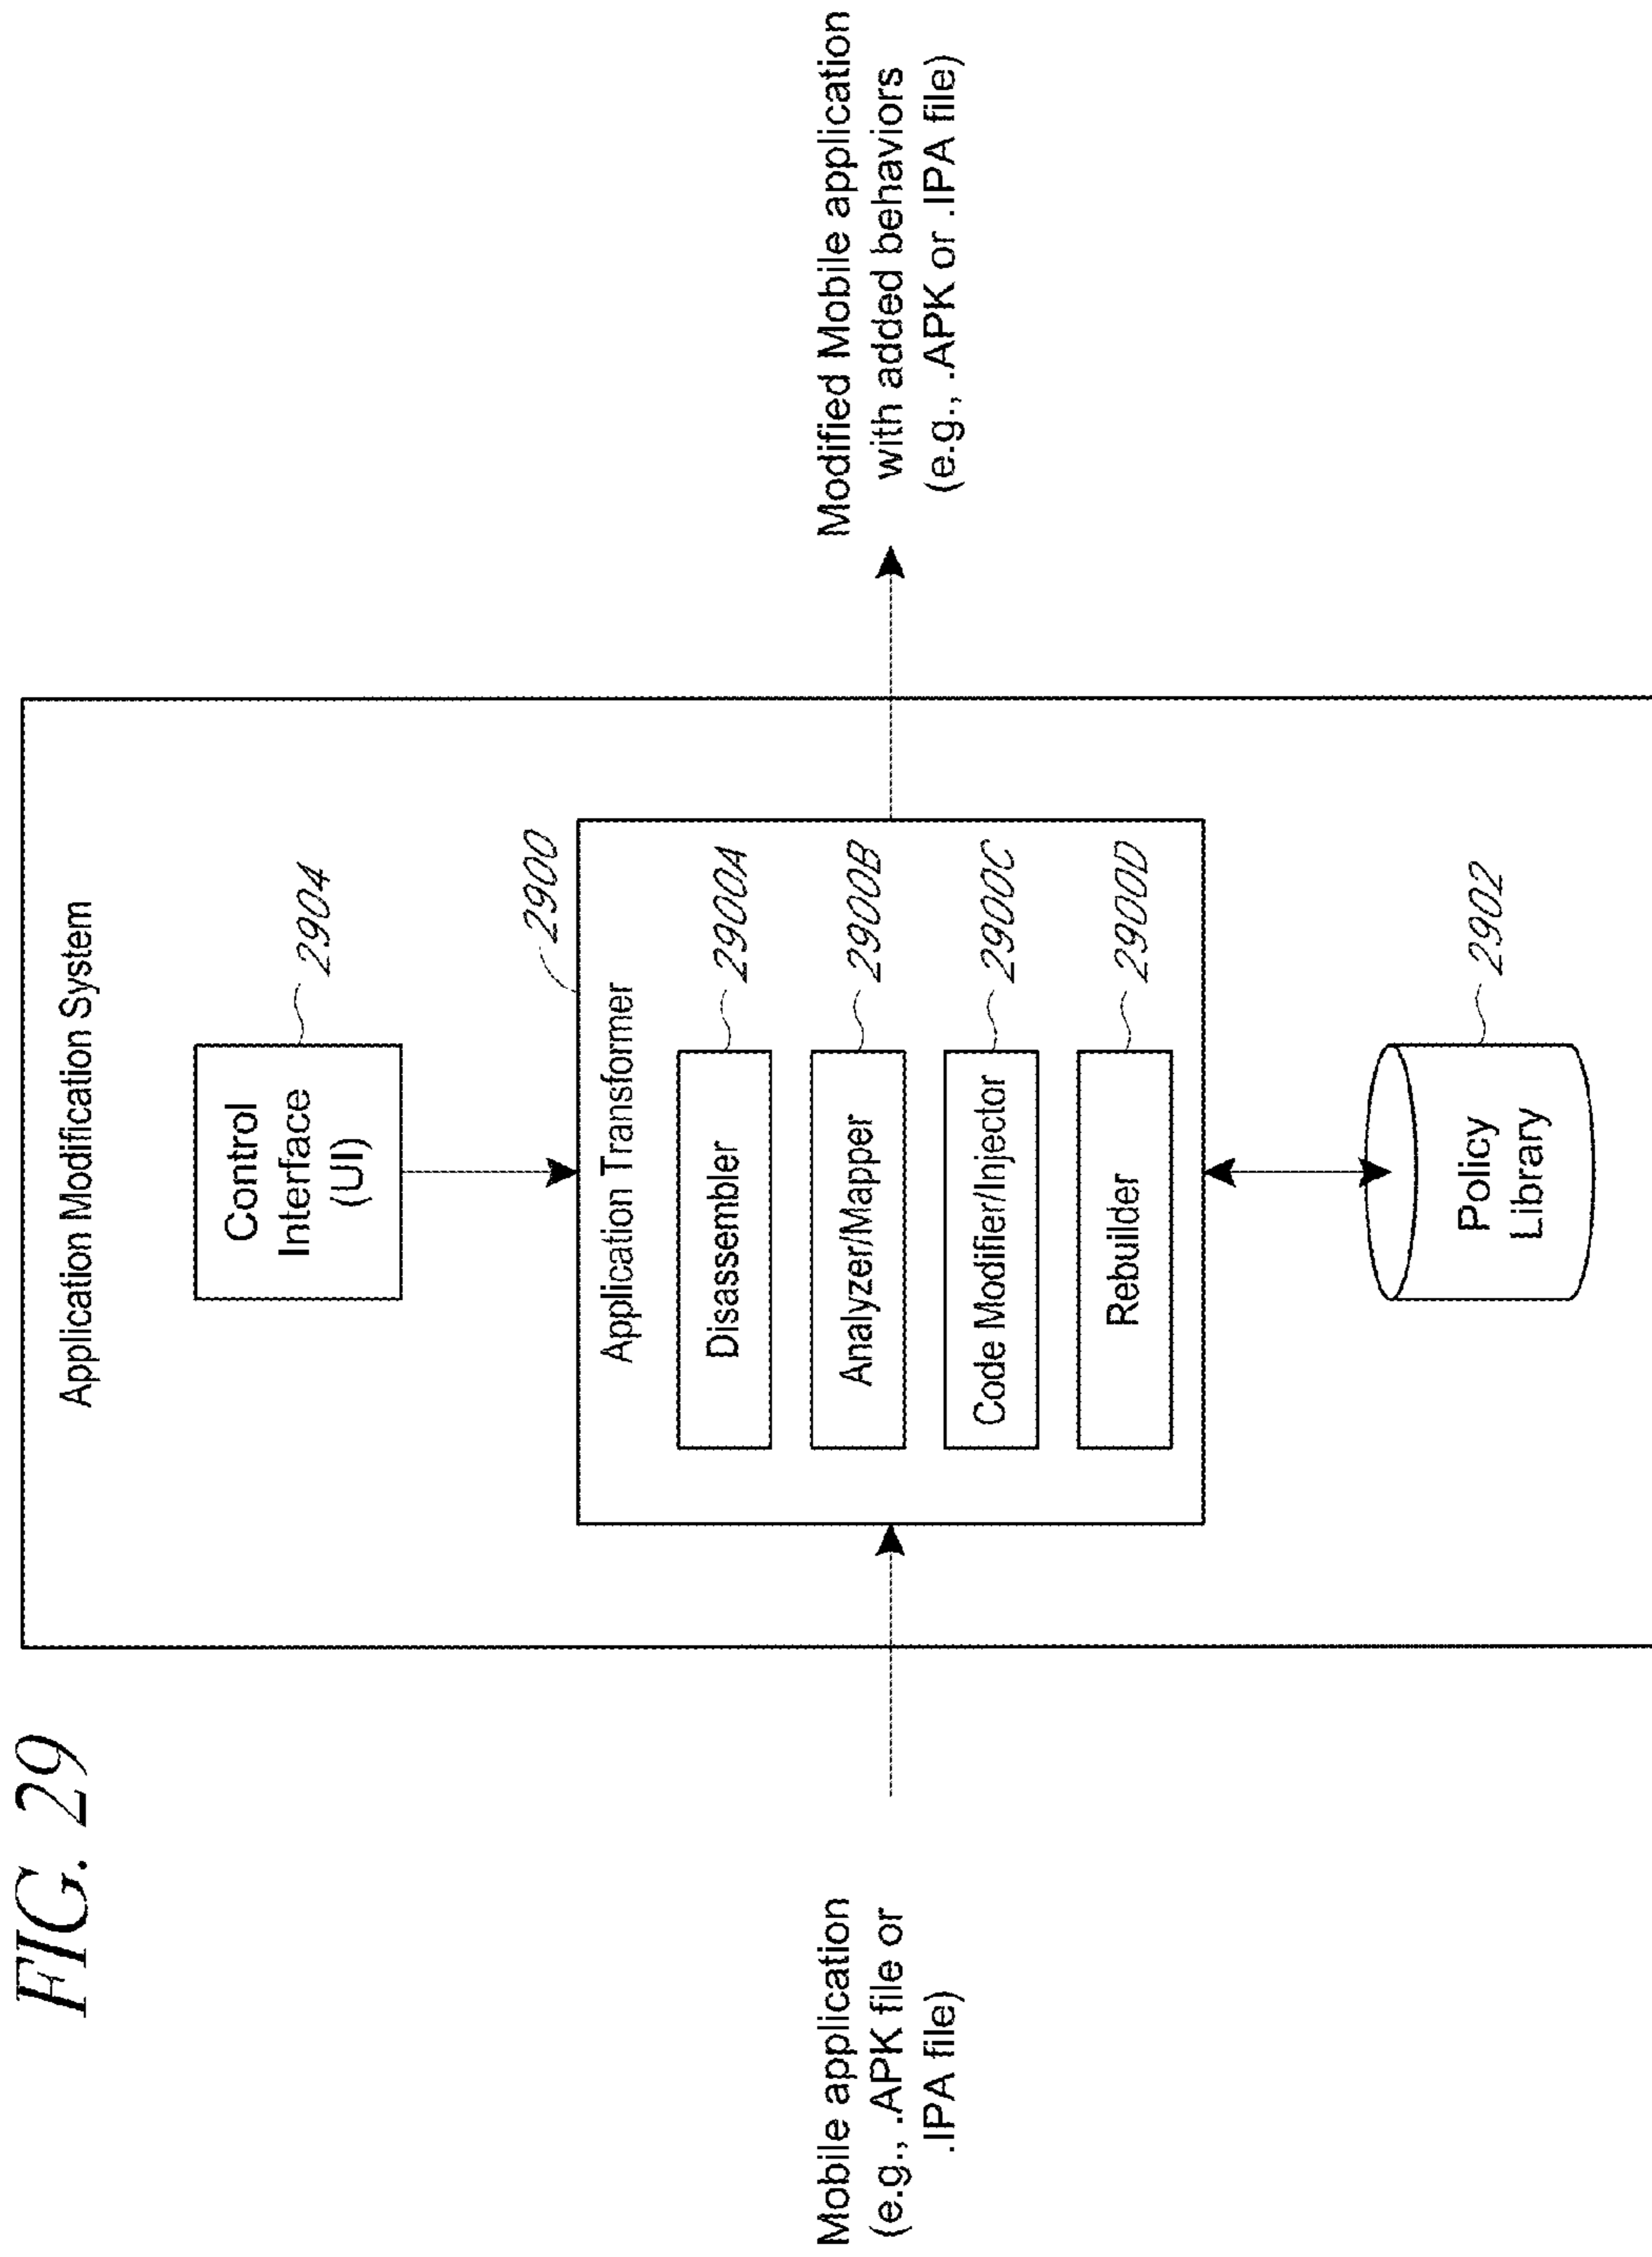 FIG. 29
Application Modification System
Control
Interface
(UI)
2904
2900
Application Transformer
Disassembler
2900A
Analyzer/Mapper
2900B
Code Modifier/Injector
2900C
Rebuilder
2900D
Policy
Library
2902
Mobile application
(e.g., .APK file or
.IPA file)
Modified Mobile application
with added behaviors
(e.g., .APK or .IPA file)